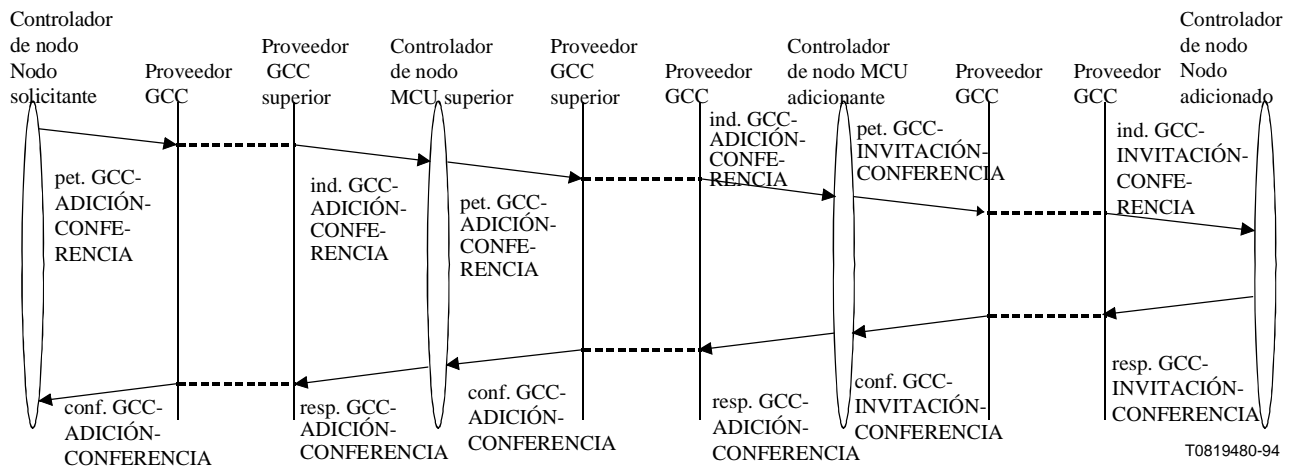 Controlador
de nodo
Nodo
solicitante
Proveedor
GCC
Proveedor
GCC
superior
Controlador
de nodo
MCU superior
Proveedor
GCC
superior
Proveedor
GCC
Controlador
de nodo MCU
adicionante
Proveedor
GCC
Proveedor
GCC
Controlador
de nodo
Nodo
adicionado
pet. GCC-
ADICIÓN-
CONFE-
RENCIA
ind. GCC-
ADICIÓN-
CONFE-
RENCIA
pet. GCC-
ADICIÓN-
CONFE-
RENCIA
ind. GCC-
ADICIÓN-
CONFE-
RENCIA
pet. GCC-
INVITACIÓN-
CONFERENCIA
ind. GCC-
INVITACIÓN-
CONFE-
RENCIA
conf. GCC-
ADICIÓN-
CONFERENCIA
resp. GCC-
ADICIÓN-
CONFERENCIA
conf. GCC-
ADICIÓN-
CONFERENCIA
resp. GCC-
ADICIÓN-
CONFERENCIA
conf. GCC-
INVITACIÓN-
CONFERENCIA
resp. GCC-
INVITACIÓN-
CONFERENCIA
T0819480-94